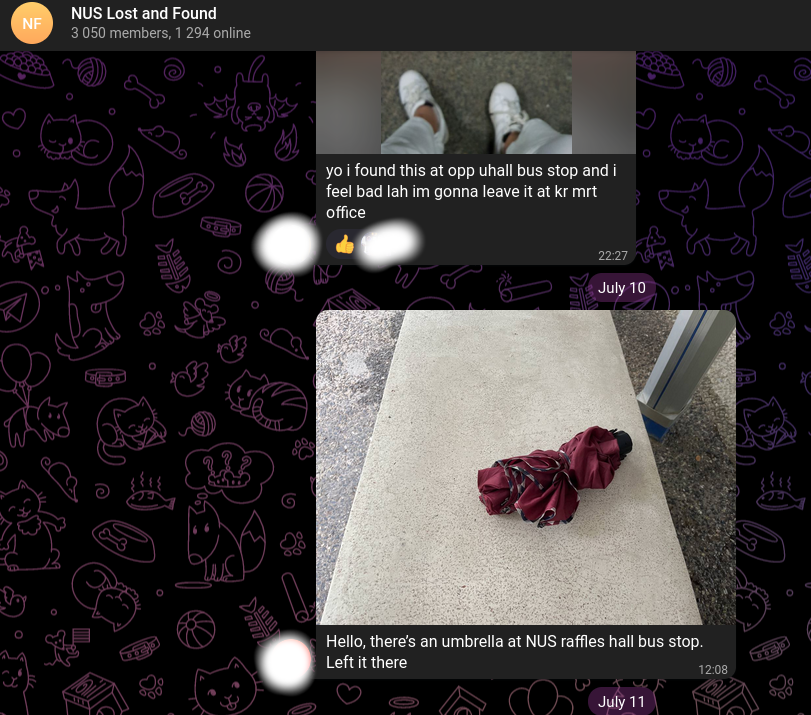 NF
NUS Lost and Found
3 050 members, 1 294 online
yo i found this at opp uhall bus stop and i
feel bad lah im gonna leave it at kr mrt
office
22:27
July 10
Hello, there’s an umbrella at NUS raffles hall bus stop.
Left it there
12:08
July 11